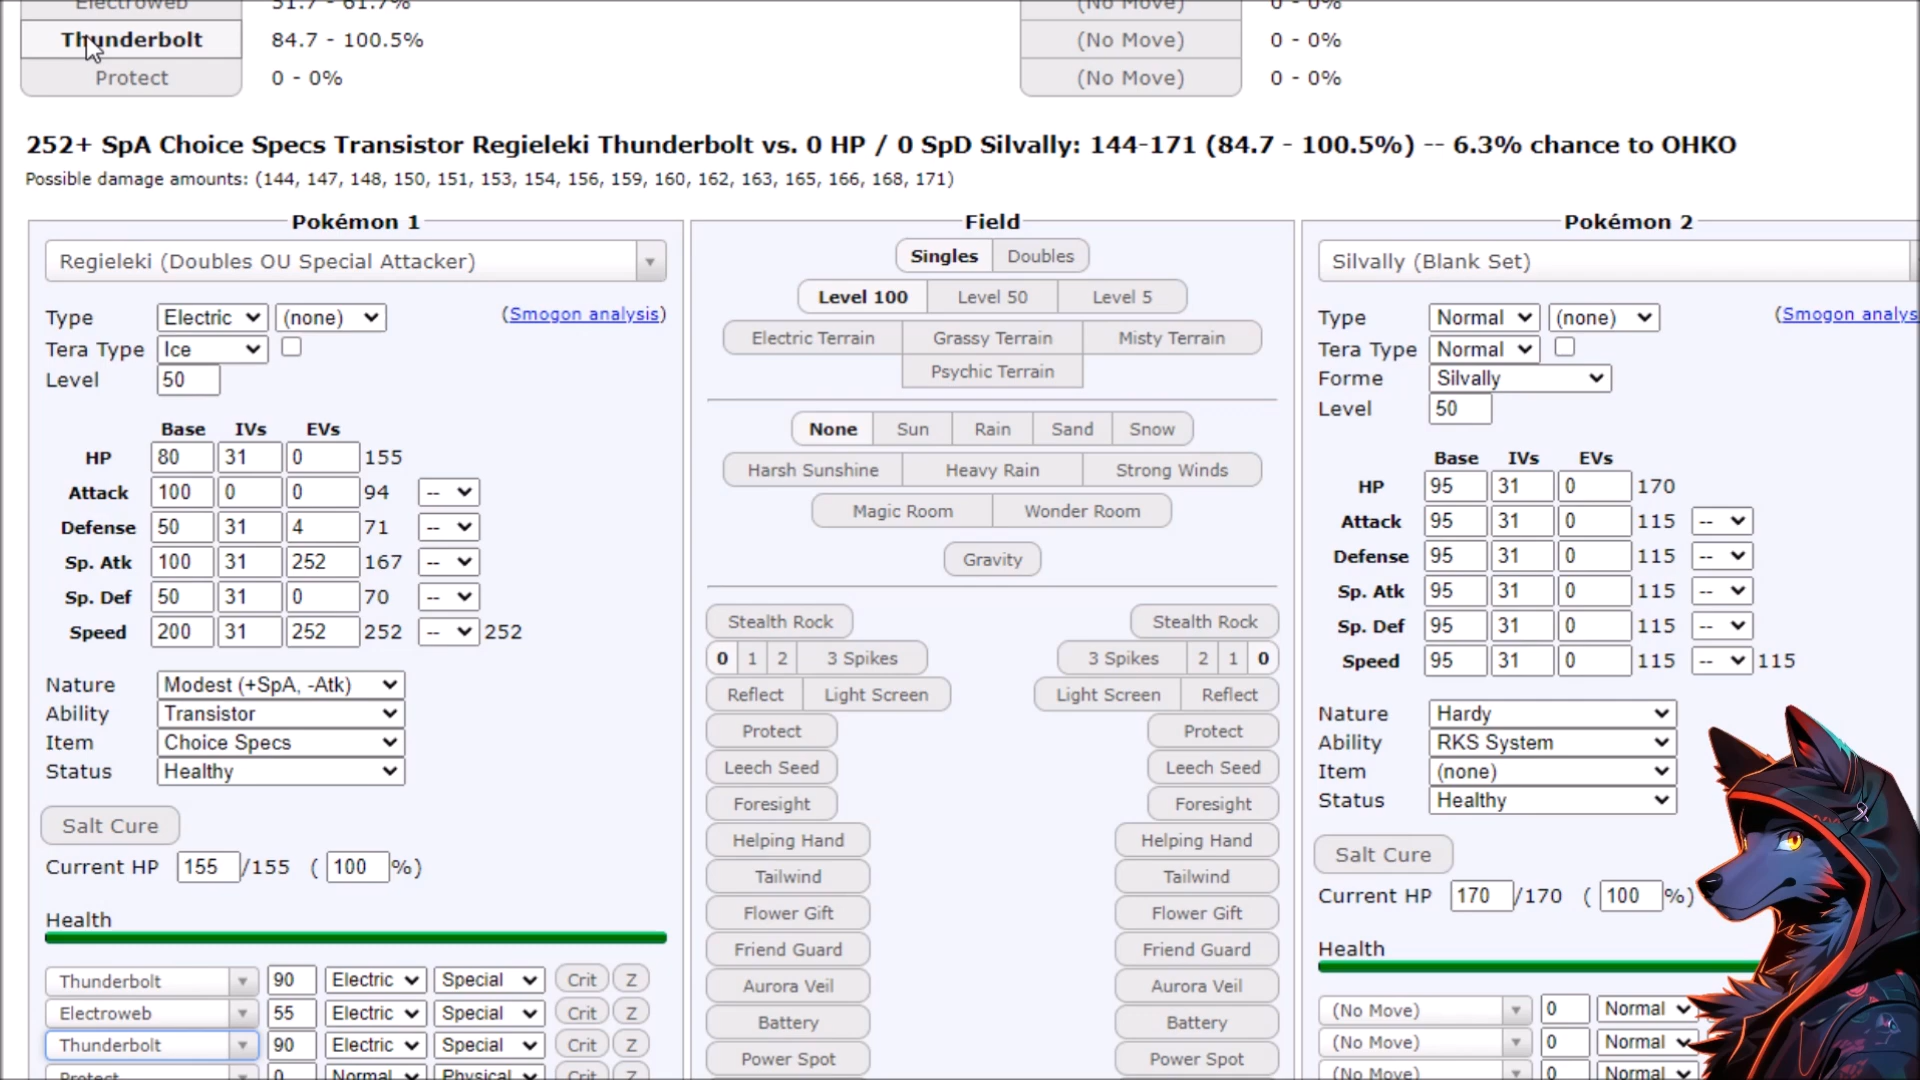 Electroweb 51.7 - 61.7% (No Move) 0 - 0%
Thunderbolt 84.7 - 100.5% (No Move) 0 - 0%
Protect 0 - 0% (No Move) 0 - 0%
252+ SpA Choice Specs Transistor Regieleki Thunderbolt vs. 0 HP / 0 SpD Silvally: 144-171 (84.7 - 100.5%) -- 6.3% chance to OHKO
Possible damage amounts: (144, 147, 148, 150, 151, 153, 154, 156, 159, 160, 162, 163, 165, 166, 168, 171)
Pokémon 1
Regieleki (Doubles OU Special Attacker)
Type Electric (none) (Smogon analysis)
Tera Type Ice
Level 50
Base IVs EVs
HP 80 31 0 155
Attack 100 0 0 94 --
Defense 50 31 4 71 --
Sp. Atk 100 31 252 167 --
Sp. Def 50 31 0 70 --
Speed 200 31 252 252 -- 252
Nature Modest (+SpA, -Atk)
Ability Transistor
Item Choice Specs
Status Healthy
Salt Cure
Current HP 155 /155 ( 100 %)
Health
Thunderbolt 90 Electric Special Crit Z
Electroweb 55 Electric Special Crit Z
Thunderbolt 90 Electric Special Crit Z
Protect 0 Normal Physical Crit Z
Field
Singles Doubles
Level 100 Level 50 Level 5
Electric Terrain Grassy Terrain Misty Terrain
Psychic Terrain
None Sun Rain Sand Snow
Harsh Sunshine Heavy Rain Strong Winds
Magic Room Wonder Room
Gravity
Stealth Rock Stealth Rock
0 1 2 3 Spikes 3 Spikes 2 1 0
Reflect Light Screen Light Screen Reflect
Protect Protect
Leech Seed Leech Seed
Foresight Foresight
Helping Hand Helping Hand
Tailwind Tailwind
Flower Gift Flower Gift
Friend Guard Friend Guard
Aurora Veil Aurora Veil
Battery Battery
Power Spot Power Spot
Pokémon 2
Silvally (Blank Set)
Type Normal (none) (Smogon analys
Tera Type Normal
Forme Silvally
Level 50
Base IVs EVs
HP 95 31 0 170
Attack 95 31 0 115 --
Defense 95 31 0 115 --
Sp. Atk 95 31 0 115 --
Sp. Def 95 31 0 115 --
Speed 95 31 0 115 -- 115
Nature Hardy
Ability RKS System
Item (none)
Status Healthy
Salt Cure
Current HP 170 /170 ( 100 %)
Health
(No Move) 0 Normal
(No Move) 0 Normal
(No Move) 0 Normal